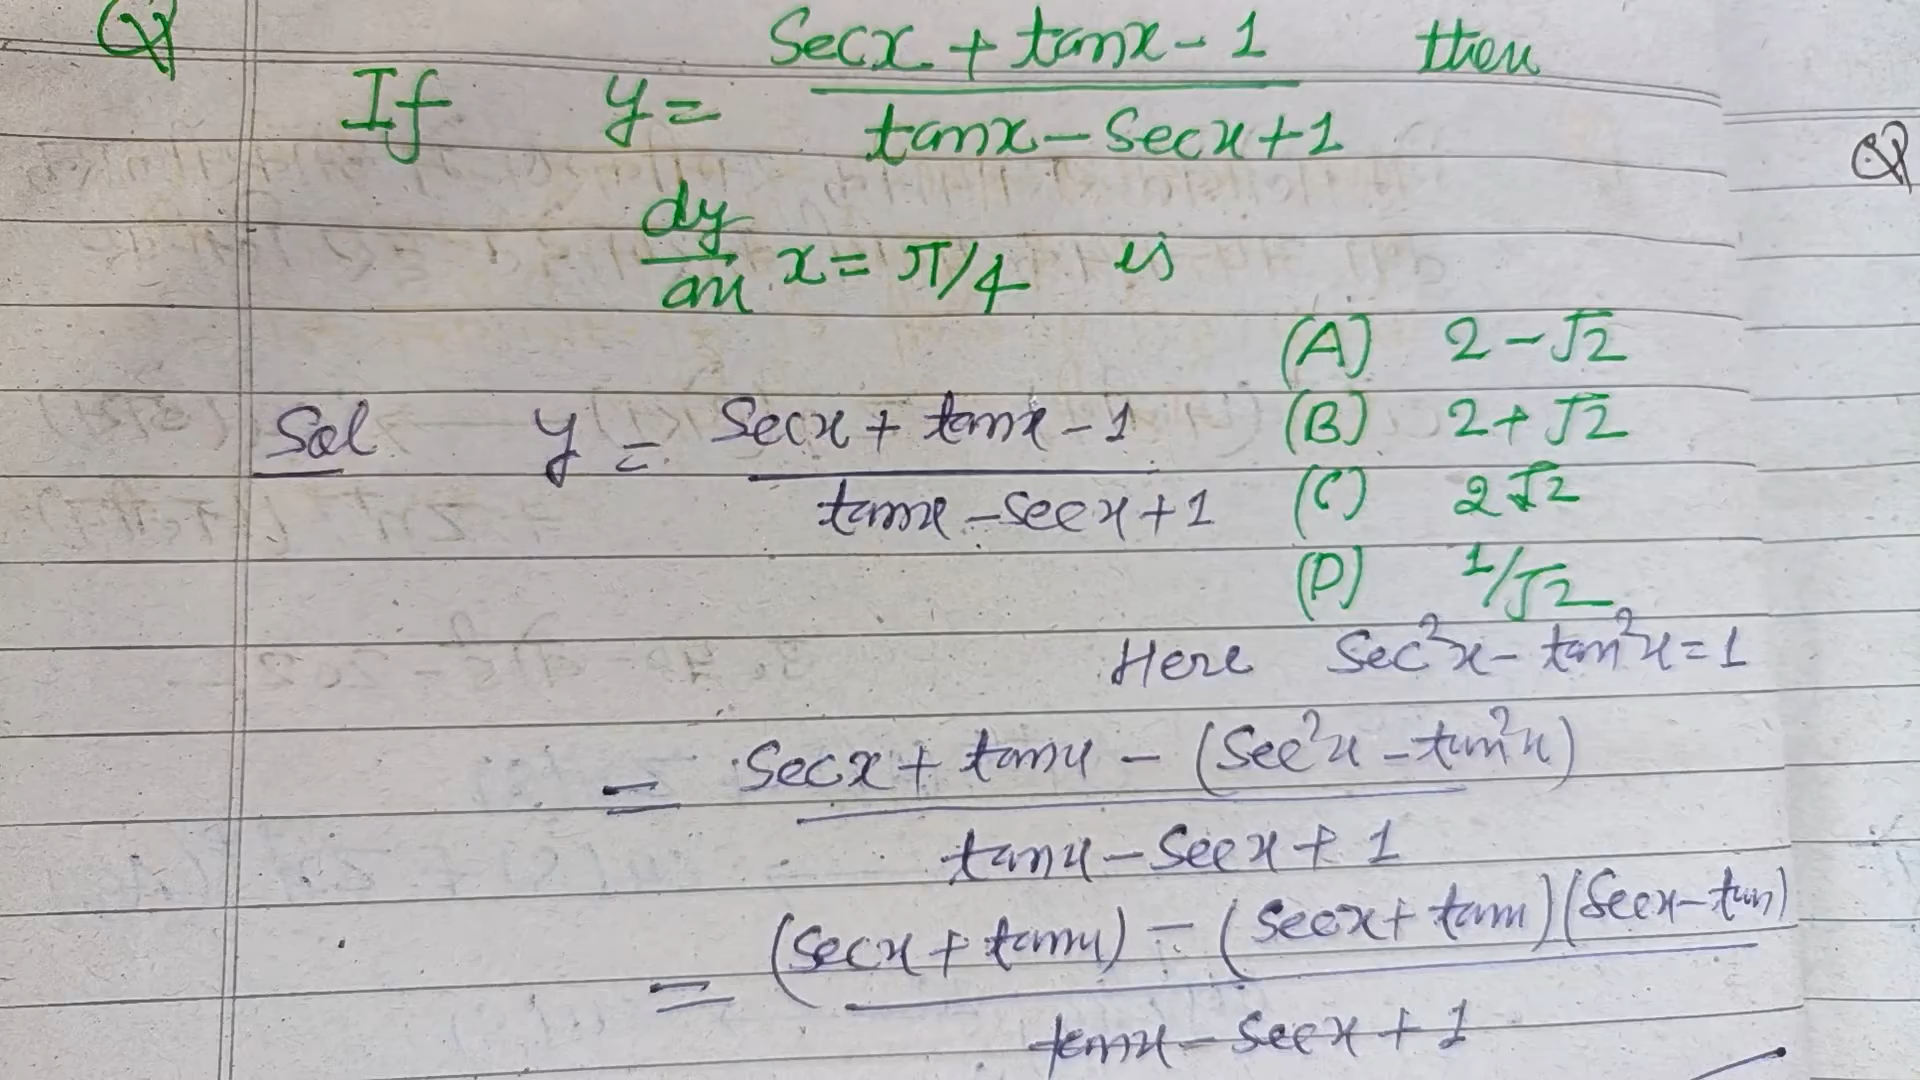 Q)
Secx + tanx - 1 then
If y =
tanx - Secx + 1
dy
dx x = π/4 is
(A) 2 - √2
Sol y = Secx + tanx - 1 (B) 2 + √2
tanx - secx + 1 (C) 2√2
(D) 1/√2
Here Sec²x - tan²x = 1
= Secx + tanx - (Sec²x - tan²x)
tanx - Secx + 1
= (Secx + tanx) - (Secx + tanx)(Secx - tan)
tanx - Secx + 1
Q)